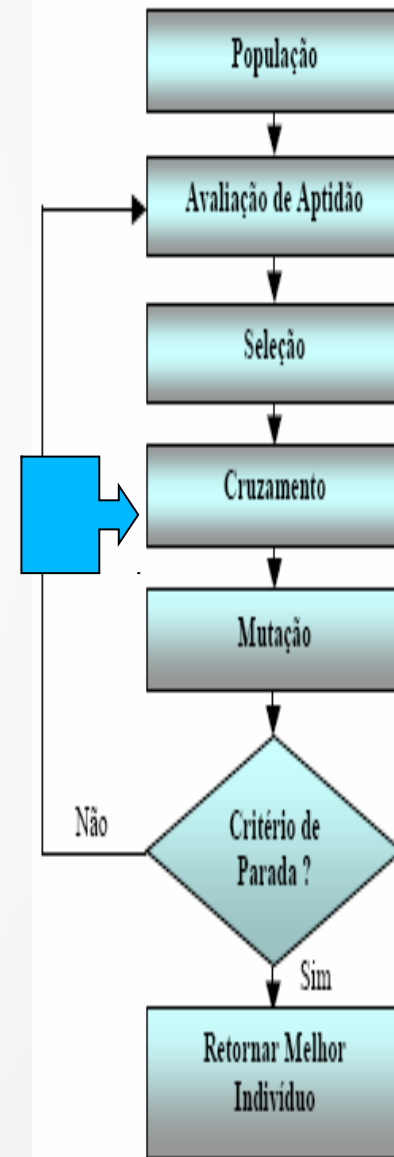 População
Avaliação de Aptidão
Seleção
Cruzamento
Mutação
Não
Critério de
Parada ?
Sim
Retornar Melhor
Indivíduo